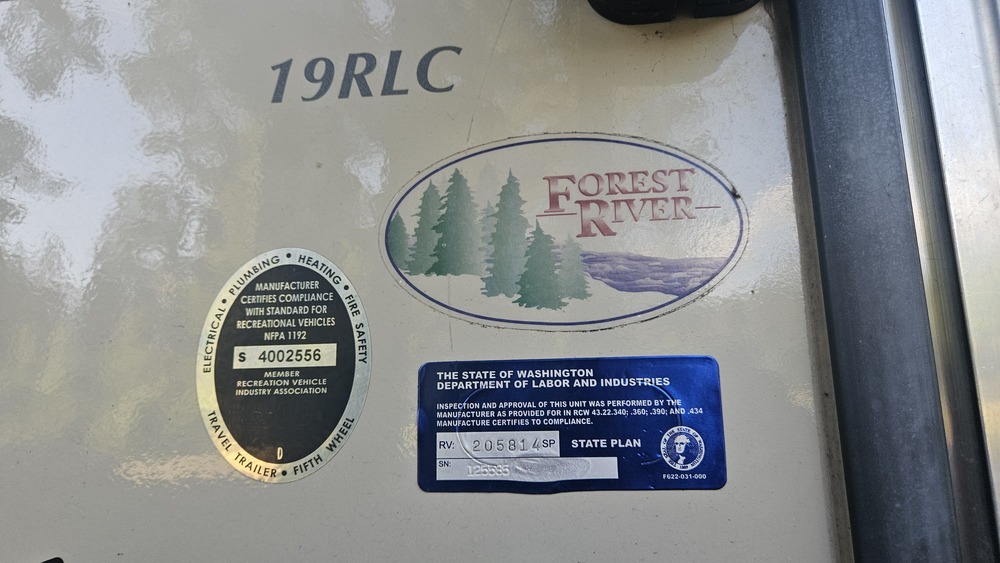 19RLC
FOREST
RIVER
ELECTRICAL • PLUMBING • HEATING • FIRE SAFETY
MANUFACTURER
CERTIFIES COMPLIANCE
WITH STANDARD FOR
RECREATIONAL VEHICLES
NFPA 1192
S 4002556
MEMBER
RECREATION VEHICLE
INDUSTRY ASSOCIATION
D
TRAVEL TRAILER • FIFTH WHEEL
THE STATE OF WASHINGTON
DEPARTMENT OF LABOR AND INDUSTRIES
INSPECTION AND APPROVAL OF THIS UNIT WAS PERFORMED BY THE
MANUFACTURER AS PROVIDED FOR IN RCW 43.22.340; .360; .390; AND .434
MANUFACTURE CERTIFIES TO COMPLIANCE.
RV: 205814 SP STATE PLAN
SN:
F622-031-000